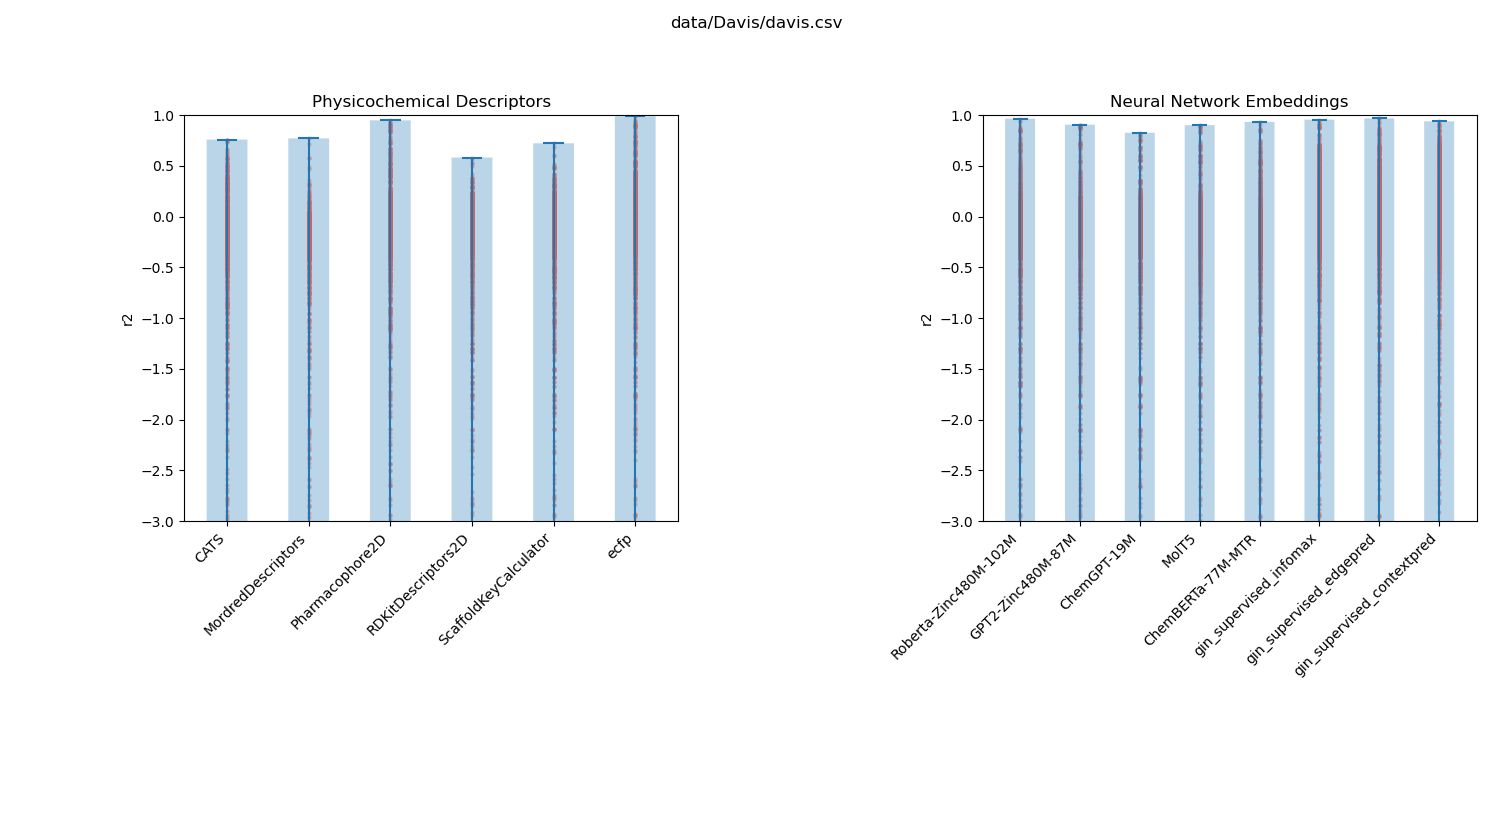 data/Davis/davis.csv
Physicochemical Descriptors
1.0
0.5
0.0
−0.5
−1.0
−1.5
−2.0
−2.5
−3.0
r2
CATS
MordredDescriptors
Pharmacophore2D
RDKitDescriptors2D
ScaffoldKeyCalculator
ecfp
Neural Network Embeddings
1.0
0.5
0.0
−0.5
−1.0
−1.5
−2.0
−2.5
−3.0
r2
Roberta-Zinc480M-102M
GPT2-Zinc480M-87M
ChemGPT-19M
MolT5
ChemBERTa-77M-MTR
gin_supervised_infomax
gin_supervised_edgepred
gin_supervised_contextpred